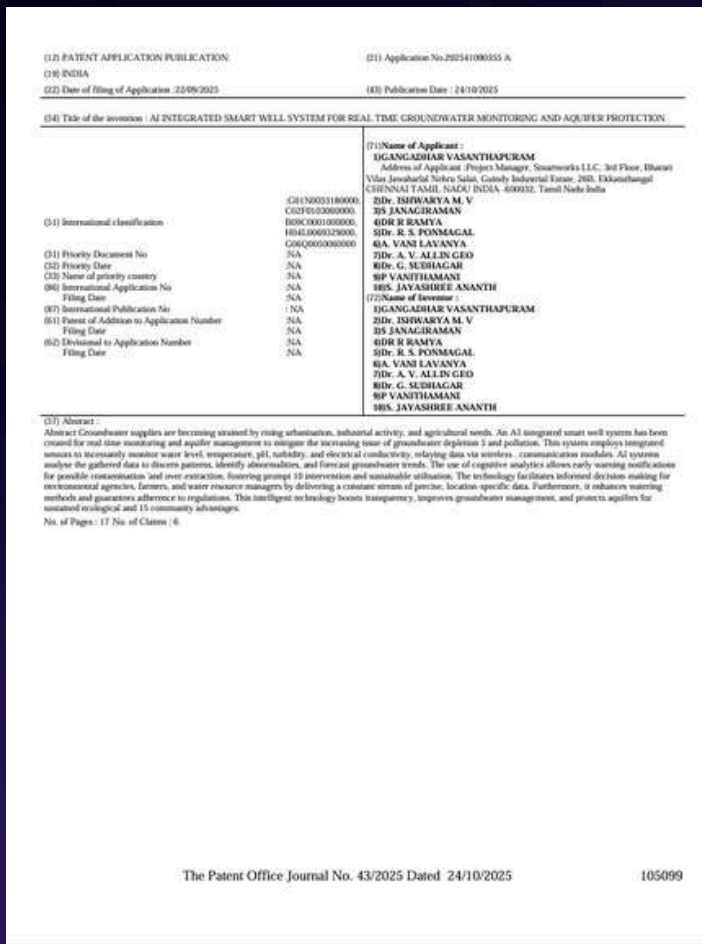 (12) PATENT APPLICATION PUBLICATION
(21) Application No.202541090355 A
(19) INDIA
(22) Date of filing of Application :22/09/2025
(43) Publication Date : 24/10/2025
(54) Title of the invention : AI INTEGRATED SMART WELL SYSTEM FOR REAL TIME GROUNDWATER MONITORING AND AQUIFER PROTECTION
(51) International classification
:G01N0033180000,
C02F0103060000,
B09C0001000000,
H04L0069329000,
G06Q0050060000
(31) Priority Document No :NA
(32) Priority Date :NA
(33) Name of priority country :NA
(86) International Application No :NA
Filing Date :NA
(87) International Publication No : NA
(61) Patent of Addition to Application Number :NA
Filing Date :NA
(62) Divisional to Application Number :NA
Filing Date :NA
(71)Name of Applicant :
1)GANGADHAR VASANTHAPURAM
Address of Applicant :Project Manager, Smartworks LLC, 3rd Floor, Bharati
Vilas Jawaharlal Nehru Salai, Guindy Industrial Estate, 26B, Ekkatuthangal
CHENNAI TAMIL NADU INDIA -600032, Tamil Nadu India
2)Dr. ISHWARYA M. V
3)S JANAGIRAMAN
4)DR R RAMYA
5)Dr. R. S. PONMAGAL
6)A. VANI LAVANYA
7)Dr. A. V. ALLIN GEO
8)Dr. G. SUDHAGAR
9)P VANITHAMANI
10)S. JAYASHREE ANANTH
(72)Name of Inventor :
1)GANGADHAR VASANTHAPURAM
2)Dr. ISHWARYA M. V
3)S JANAGIRAMAN
4)DR R RAMYA
5)Dr. R. S. PONMAGAL
6)A. VANI LAVANYA
7)Dr. A. V. ALLIN GEO
8)Dr. G. SUDHAGAR
9)P VANITHAMANI
10)S. JAYASHREE ANANTH
(57) Abstract :
Abstract Groundwater supplies are becoming strained by rising urbanisation, industrial activity, and agricultural needs. An AI integrated smart well system has been
created for real time monitoring and aquifer management to mitigate the increasing issue of groundwater depletion 5 and pollution. This system employs integrated
sensors to incessantly monitor water level, temperature, pH, turbidity, and electrical conductivity, relaying data via wireless . communication modules. AI systems
analyse the gathered data to discern patterns, identify abnormalities, and forecast groundwater trends. The use of cognitive analytics allows early warning notifications
for possible contamination 'and over extraction, fostering prompt 10 intervention and sustainable utilisation. The technology facilitates informed decision-making for
environmental agencies, farmers, and water resource managers by delivering a constant stream of precise, location-specific data. Furthermore, it enhances watering
methods and guarantees adherence to regulations. This intelligent technology boosts transparency, improves groundwater management, and protects aquifers for
sustained ecological and 15 community advantages.
No. of Pages : 17 No. of Claims : 6
The Patent Office Journal No. 43/2025 Dated 24/10/2025
105099